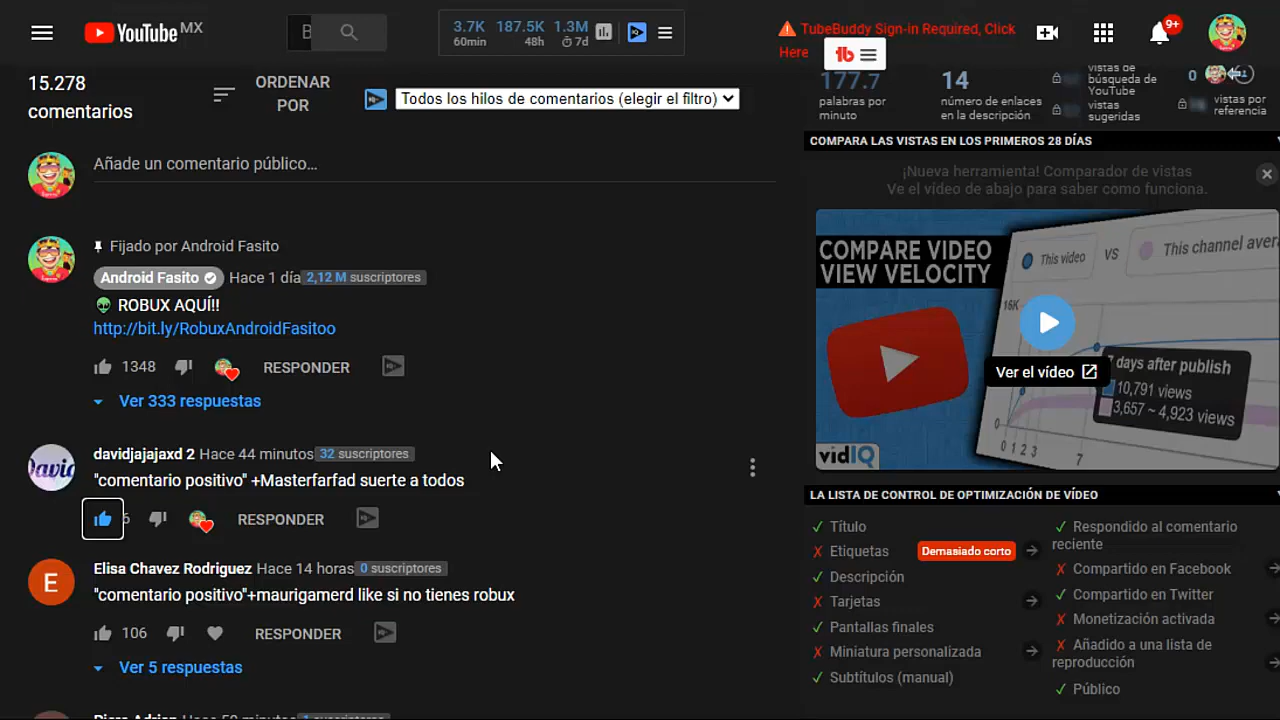 YouTube MX
B
3.7K 187.5K 1.3M
60min 48h 7d
TubeBuddy Sign-in Required, Click
Here
9+
15.278
comentarios
ORDENAR
POR
Todos los hilos de comentarios (elegir el filtro)
Añade un comentario público...
Fijado por Android Fasito
Android Fasito Hace 1 día 2,12 M suscriptores
ROBUX AQUÍ!!
http://bit.ly/RobuxAndroidFasitoo
1348 RESPONDER
Ver 333 respuestas
davidjajajaxd 2 Hace 44 minutos 32 suscriptores
"comentario positivo" +Masterfarfad suerte a todos
6 RESPONDER
Elisa Chavez Rodriguez Hace 14 horas 0 suscriptores
"comentario positivo"+maurigamerd like si no tienes robux
106 RESPONDER
Ver 5 respuestas
177.7
palabras por
minuto
14
número de enlaces
en la descripción
vistas de
búsqueda de
YouTube
vistas
sugeridas
0
vistas por
referencia
COMPARA LAS VISTAS EN LOS PRIMEROS 28 DÍAS
¡Nueva herramienta! Comparador de vistas
Ve el vídeo de abajo para saber como funciona.
COMPARE VIDEO
VIEW VELOCITY
This video VS This channel avera
16K
days after publish
10,791 views
3,657 ~ 4,923 views
0
0 1 2 3 7
Ver el vídeo
vidIQ
LA LISTA DE CONTROL DE OPTIMIZACIÓN DE VÍDEO
Título
Etiquetas Demasiado corto
Descripción
Tarjetas
Pantallas finales
Miniatura personalizada
Subtítulos (manual)
Respondido al comentario
reciente
Compartido en Facebook
Compartido en Twitter
Monetización activada
Añadido a una lista de
reproducción
Público